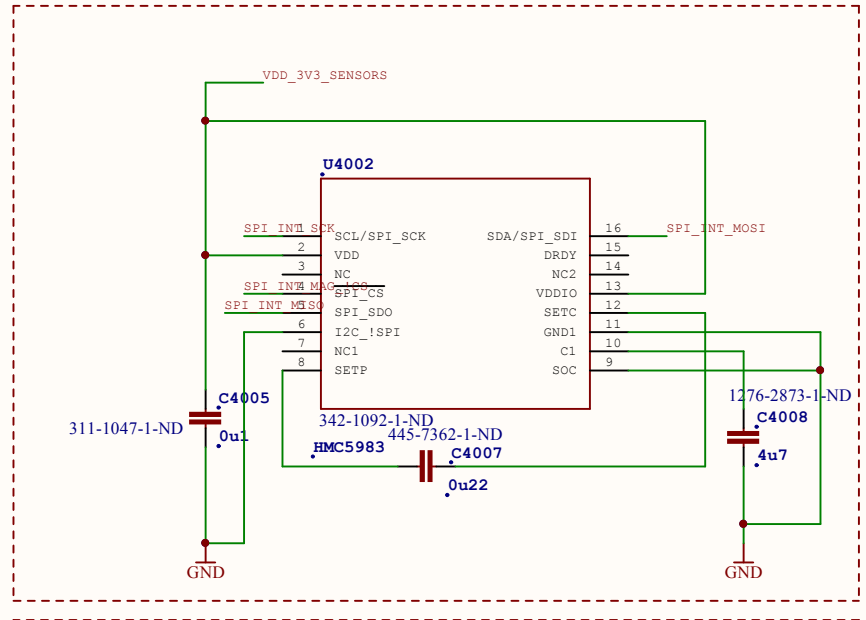 VDD_3V3_SENSORS
U4002
SPI_INT_SCK
1
SCL/SPI_SCK
SDA/SPI_SDI
16
SPI_INT_MOSI
2
VDD
DRDY
15
3
NC
NC2
14
4
SPI_CS
VDDIO
13
SPI_INT_MISO
5
SPI_SDO
SETC
12
6
I2C_!SPI
GND1
11
7
NC1
C1
10
8
SETP
SOC
9
C4005
311-1047-1-ND
0u1
342-1092-1-ND
445-7362-1-ND
HMC5983
C4007
0u22
1276-2873-1-ND
C4008
4u7
GND
GND